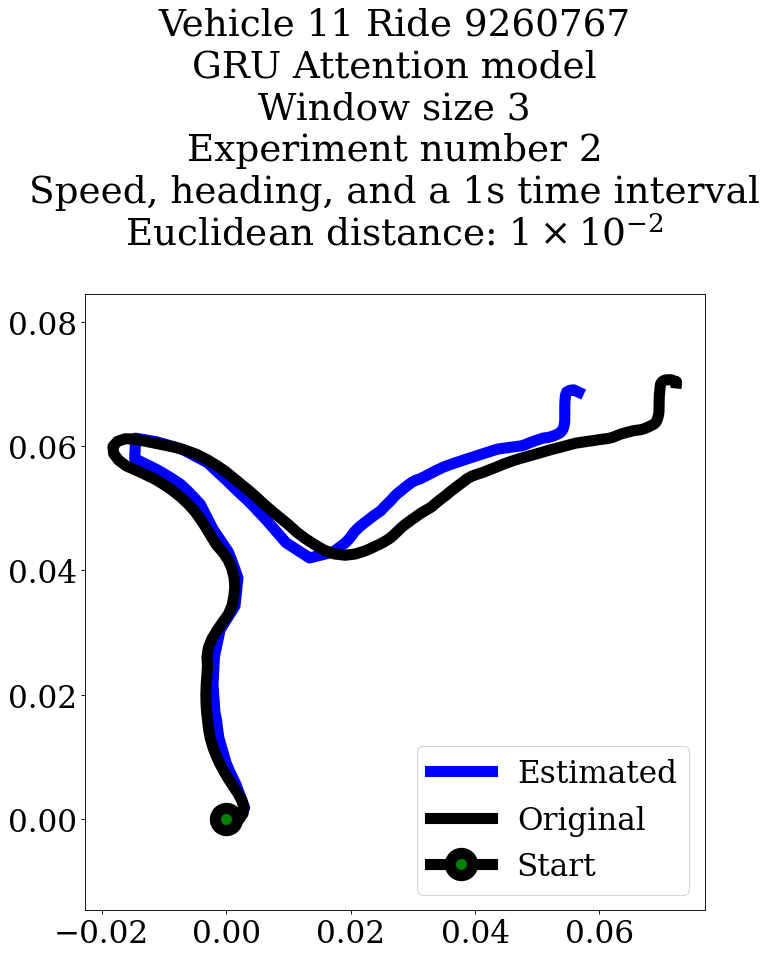 Vehicle 11 Ride 9260767
GRU Attention model
Window size 3
Experiment number 2
Speed, heading, and a 1s time interval
Euclidean distance: 1 × 10⁻²
0.08
0.06
0.04
0.02
0.00
Estimated
Original
Start
−0.02 0.00 0.02 0.04 0.06